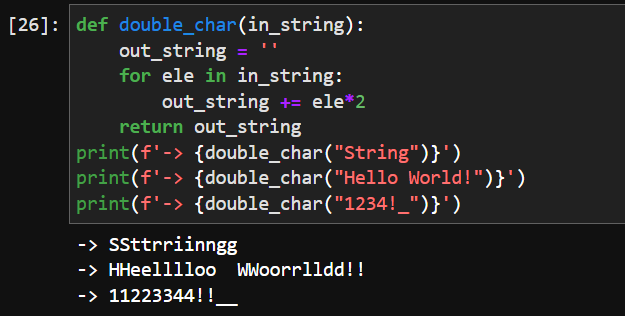 [26]: def double_char(in_string):
    out_string = ''
    for ele in in_string:
        out_string += ele*2
    return out_string
print(f'-> {double_char("String")}')
print(f'-> {double_char("Hello World!")}')
print(f'-> {double_char("1234!_")}')
-> SSttrriinngg
-> HHeelllloo  WWoorrlldd!!
-> 11223344!!__